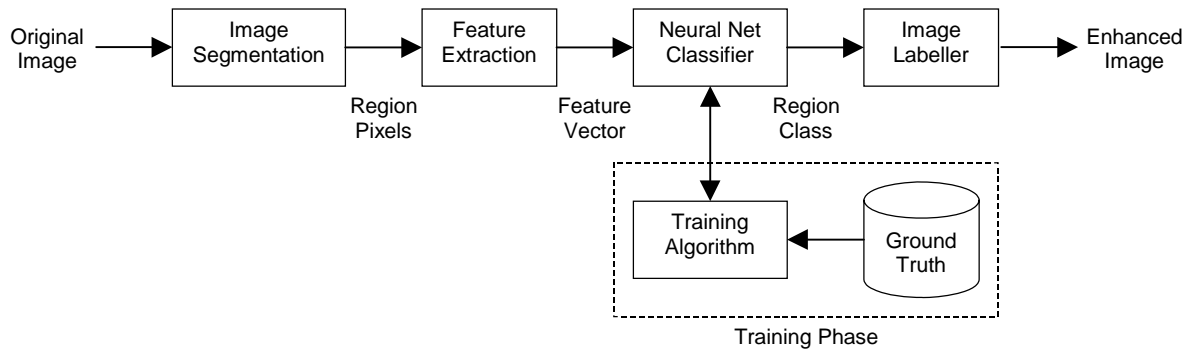 Original
Image
Image
Segmentation
Region
Pixels
Feature
Extraction
Feature
Vector
Neural Net
Classifier
Region
Class
Image
Labeller
Enhanced
Image
Training
Algorithm
Ground
Truth
Training Phase